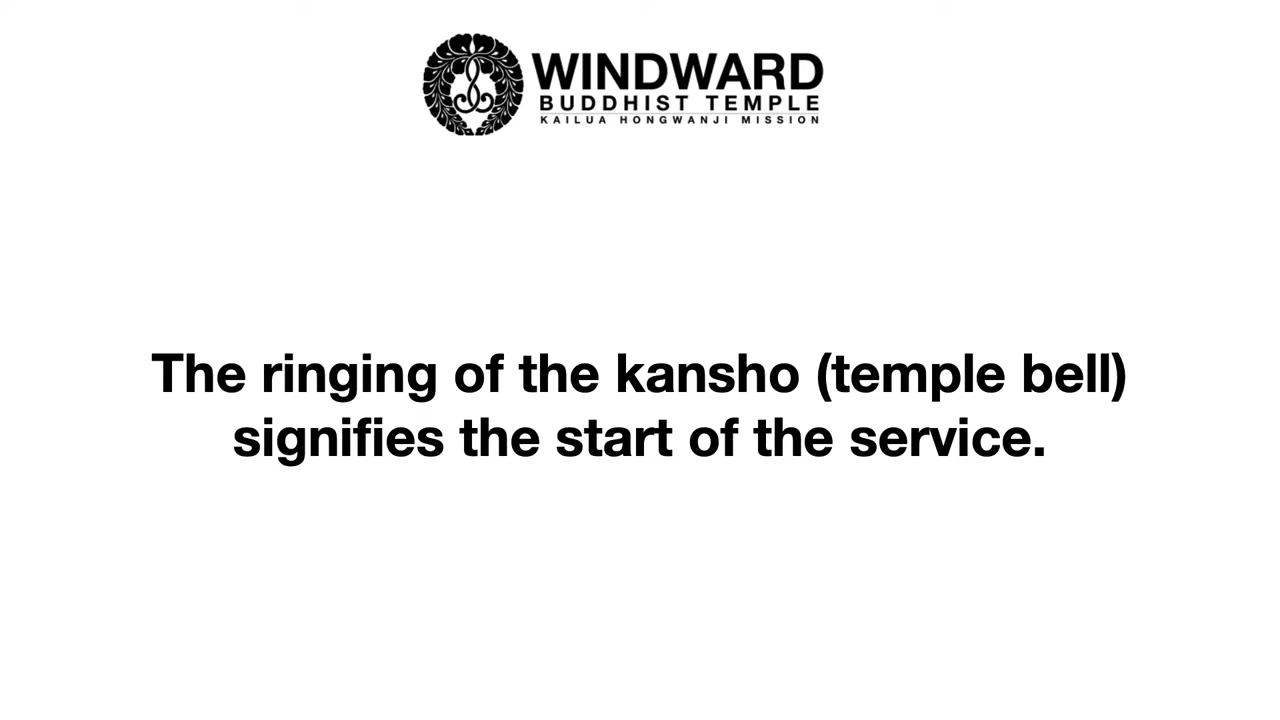 WINDWARD
BUDDHIST TEMPLE
KAILUA HONGWANJI MISSION
The ringing of the kansho (temple bell)
signifies the start of the service.